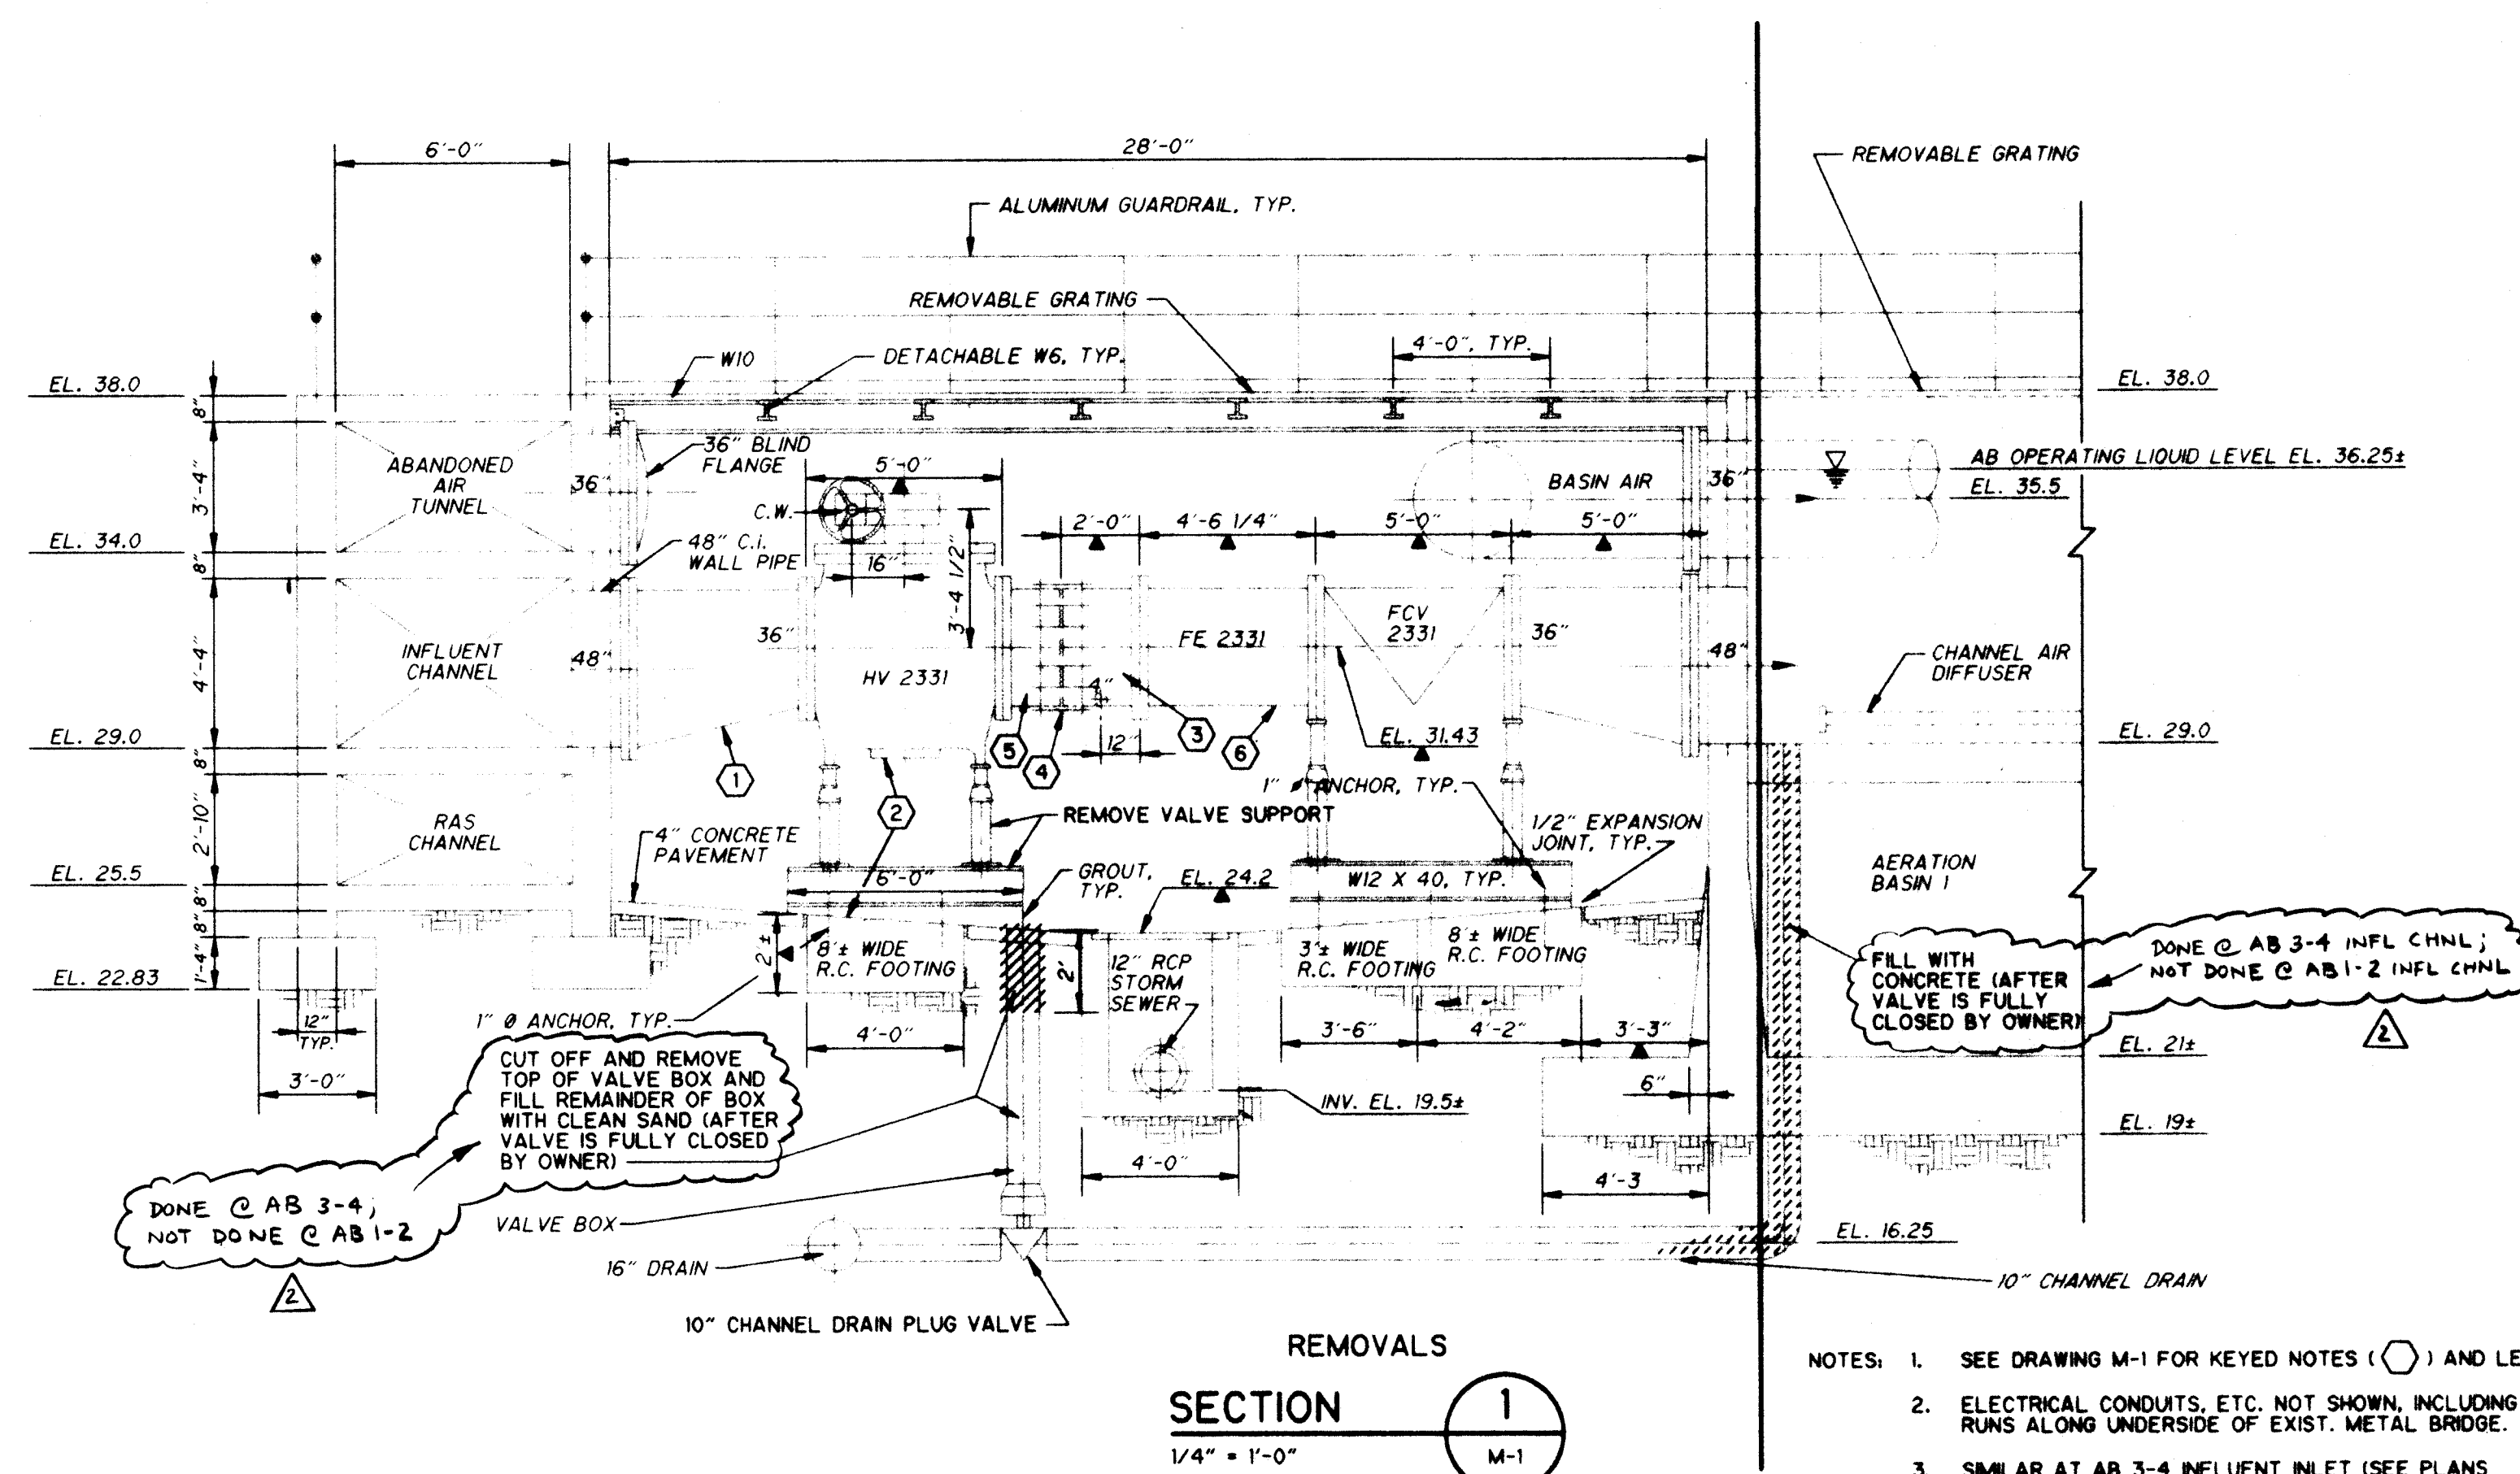 6'-0"
28'-0"
REMOVABLE GRATING
ALUMINUM GUARDRAIL, TYP.
REMOVABLE GRATING
4'-0", TYP.
W10
DETACHABLE W6, TYP.
EL. 38.0
EL. 38.0
8"
36" BLIND
FLANGE
ABANDONED
AIR
TUNNEL
3'-4"
36"
5'-0"
BASIN AIR
36"
AB OPERATING LIQUID LEVEL EL. 36.25±
EL. 35.5
C.W.
2'-0"
4'-6 1/4"
5'-0"
5'-0"
EL. 34.0
8"
48" C.I.
WALL PIPE
16"
3'-4 1/2"
INFLUENT
CHANNEL
4'-4"
48"
36"
HV 2331
4"
FE 2331
FCV
2331
36"
48"
CHANNEL AIR
DIFFUSER
12"
3
5
4
6
EL. 31.43
EL. 29.0
EL. 29.0
8"
1
2
1" Ø ANCHOR, TYP.
RAS
CHANNEL
2'-10"
4" CONCRETE
PAVEMENT
REMOVE VALVE SUPPORT
1/2" EXPANSION
JOINT, TYP.
EL. 25.5
8"
8"
6'-0"
GROUT,
TYP.
EL. 24.2
W12 X 40, TYP.
AERATION
BASIN 1
1'-4"
EL. 22.83
2'±
8'± WIDE
R.C. FOOTING
2'
12" RCP
STORM
SEWER
3'± WIDE
R.C. FOOTING
8'± WIDE
R.C. FOOTING
FILL WITH
CONCRETE (AFTER
VALVE IS FULLY
CLOSED BY OWNER)
DONE @ AB 3-4 INFL CHNL;
NOT DONE @ AB 1-2 INFL CHNL
2
12"
TYP.
3'-0"
1" Ø ANCHOR, TYP.
4'-0"
3'-6"
4'-2"
3'-3"
EL. 21±
CUT OFF AND REMOVE
TOP OF VALVE BOX AND
FILL REMAINDER OF BOX
WITH CLEAN SAND (AFTER
VALVE IS FULLY CLOSED
BY OWNER)
6"
INV. EL. 19.5±
EL. 19±
4'-0"
4'-3
DONE @ AB 3-4;
NOT DONE @ AB 1-2
2
VALVE BOX
EL. 16.25
16" DRAIN
10" CHANNEL DRAIN
10" CHANNEL DRAIN PLUG VALVE
REMOVALS
SECTION
1/4" = 1'-0"
1
M-1
NOTES: 1. SEE DRAWING M-1 FOR KEYED NOTES ( ) AND LE
2. ELECTRICAL CONDUITS, ETC. NOT SHOWN, INCLUDING
RUNS ALONG UNDERSIDE OF EXIST. METAL BRIDGE.
3. SIMILAR AT AB 3-4 INFLUENT INLET (SEE PLANS